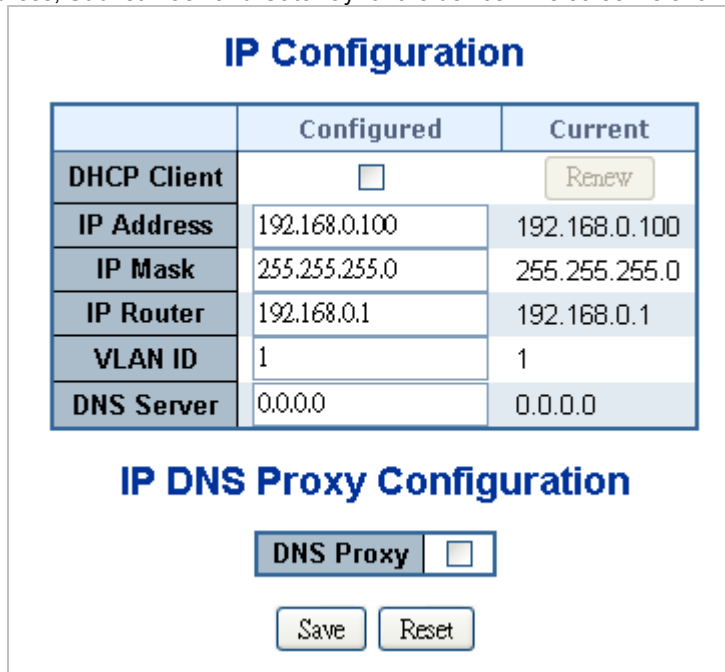 IP Configuration
Configured Current
DHCP Client Renew
IP Address 192.168.0.100 192.168.0.100
IP Mask 255.255.255.0 255.255.255.0
IP Router 192.168.0.1 192.168.0.1
VLAN ID 1 1
DNS Server 0.0.0.0 0.0.0.0
IP DNS Proxy Configuration
DNS Proxy
Save Reset